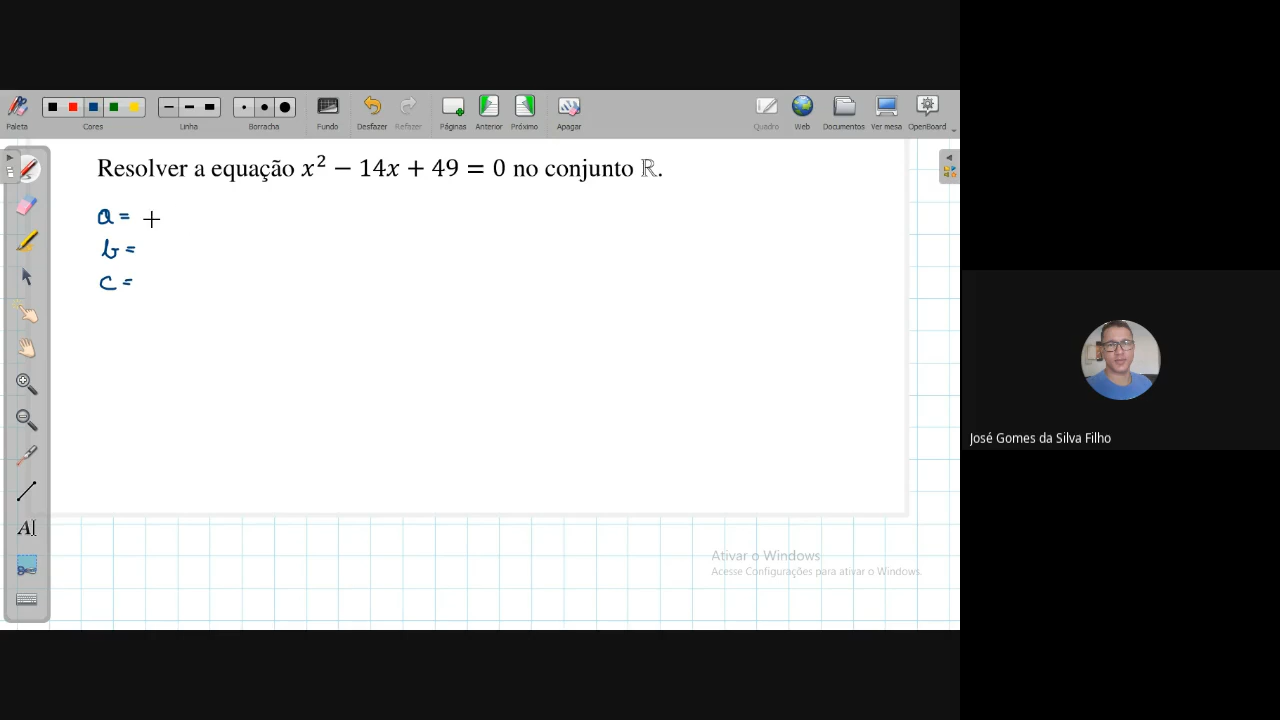 Paleta
Cores
Linha
Borracha
Fundo
Desfazer
Refazer
Páginas
Anterior
Próximo
Apagar
Quadro
Web
Documentos
Ver mesa
OpenBoard
Resolver a equação x² − 14x + 49 = 0 no conjunto ℝ.
a =
b =
c =
José Gomes da Silva Filho
A
Ativar o Windows
Acesse Configurações para ativar o Windows.